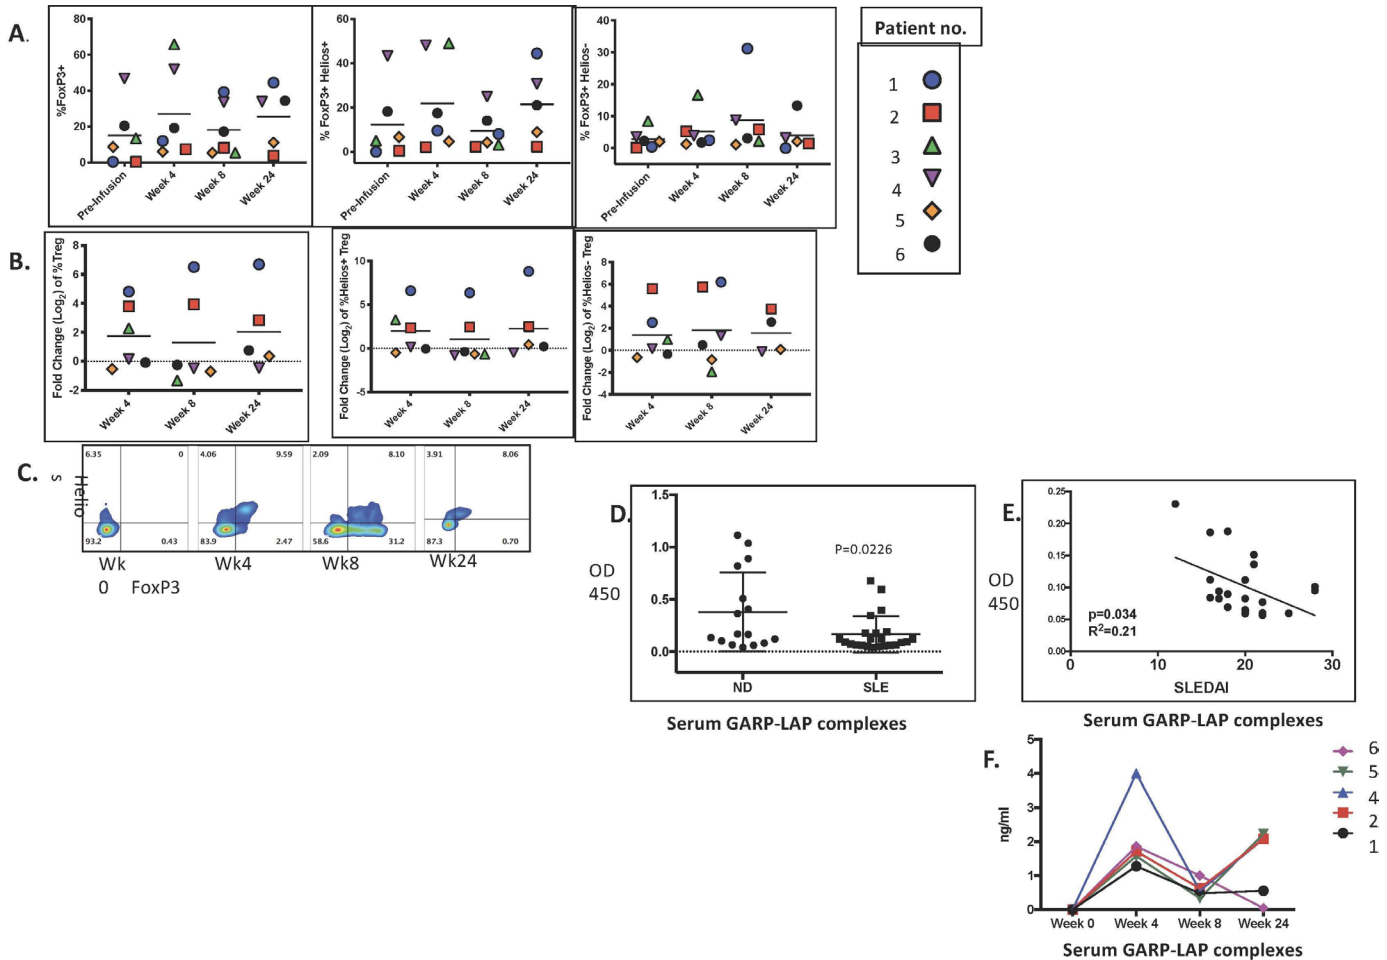 A.
80
60
40
20
0
%FoxP3+
Pre-Infusion
Week 4
Week 8
Week 24
60
40
20
0
% FoxP3+ Helios+
Pre-Infusion
Week 4
Week 8
Week 24
40
30
20
10
0
% FoxP3+ Helios-
Pre-Infusion
Week 4
Week 8
Week 24
Patient no.
1
2
3
4
5
6
B.
8
6
4
2
0
-2
Fold Change (Log2) of %Treg
Week 4
Week 8
Week 24
10
5
0
-5
Fold Change (Log2) of %Helios+ Treg
Week 4
Week 8
Week 24
8
6
4
2
0
-2
-4
Fold Change (Log2) of %Helios- Treg
Week 4
Week 8
Week 24
C.
Helio
s
6.35 0
93.2 0.43
4.06 9.59
83.9 2.47
2.09 8.10
58.6 31.2
3.91 8.06
87.3 0.70
Wk
0
Wk4
Wk8
Wk24
FoxP3
D.
1.5
1.0
0.5
0.0
OD
450
P=0.0226
ND
SLE
Serum GARP-LAP complexes
E.
0.25
0.20
0.15
0.10
0.05
0.00
OD
450
p=0.034
R2=0.21
0
10
20
30
SLEDAI
Serum GARP-LAP complexes
F.
5
4
3
2
1
0
ng/ml
Week 0
Week 4
Week 8
Week 24
6
5
4
2
1
Serum GARP-LAP complexes